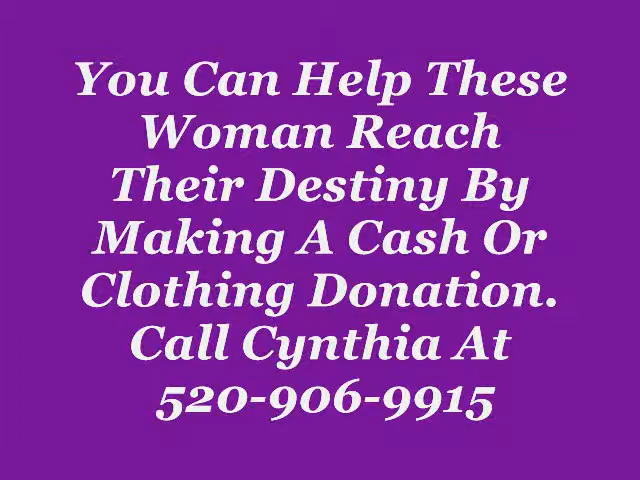 You Can Help These
Woman Reach
Their Destiny By
Making A Cash Or
Clothing Donation.
Call Cynthia At
520-906-9915